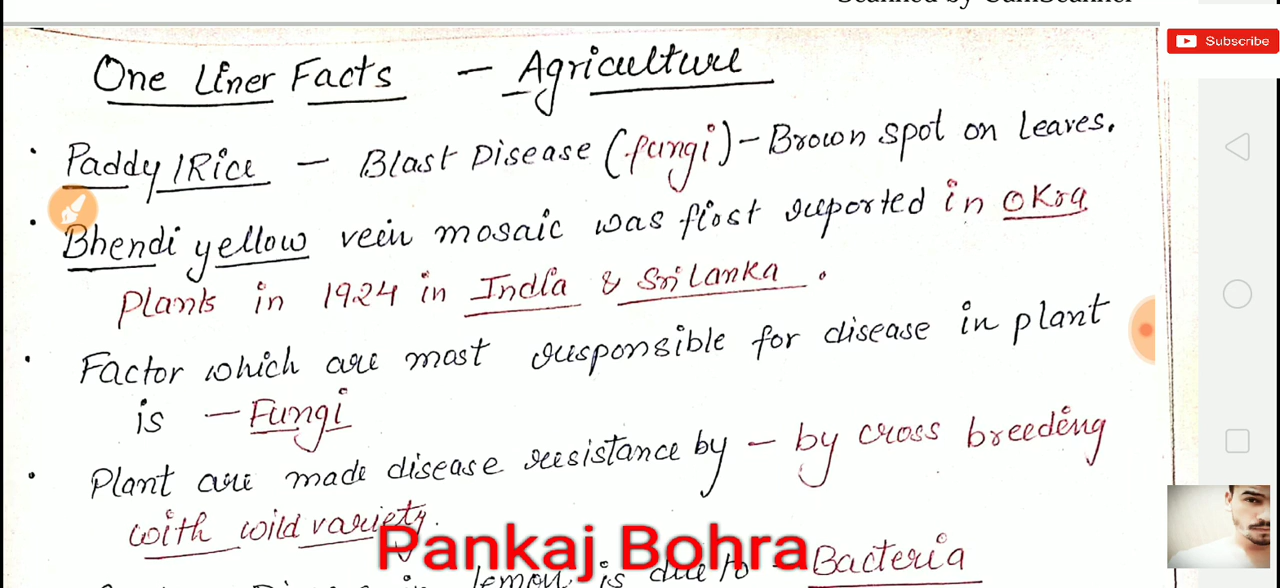 Scanned by CamScanner
Subscribe
One Liner Facts - Agriculture
• Paddy/Rice - Blast Disease (fungi) - Brown spot on leaves.
• Bhendi yellow vein mosaic was first reported in Okra
Plants in 1924 in India & Sri Lanka.
• Factor which are most responsible for disease in plant
is - Fungi
• Plant are made disease resistance by - by cross breeding
with wild variety.
lemon is due to - Bacteria
Pankaj Bohra